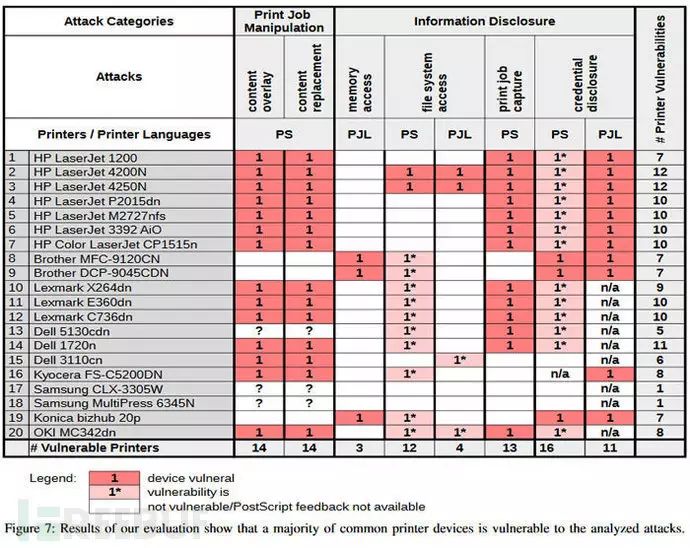 Attack Categories
Print Job Manipulation
Information Disclosure
# Printer Vulnerabilities
Attacks
content overlay
content replacement
memory access
file system access
print job capture
credential disclosure
Printers / Printer Languages PS PJL PS PJL PS PS PJL
1 HP LaserJet 1200 1 1 1 1* 1 7
2 HP LaserJet 4200N 1 1 1 1 1 1* 1 12
3 HP LaserJet 4250N 1 1 1 1 1 1* 1 12
4 HP LaserJet P2015dn 1 1 1 1* 1 10
5 HP LaserJet M2727nfs 1 1 1 1* 1 10
6 HP LaserJet 3392 AiO 1 1 1 1* 1 10
7 HP Color LaserJet CP1515n 1 1 1 1* 1 10
8 Brother MFC-9120CN 1 1* 1 1 7
9 Brother DCP-9045CDN 1 1* 1 1 7
10 Lexmark X264dn 1 1 1* 1 1* n/a 9
11 Lexmark E360dn 1 1 1* 1 1* n/a 10
12 Lexmark C736dn 1 1 1* 1 1* n/a 10
13 Dell 5130cdn ? ? 1* 1 1* n/a 5
14 Dell 1720n 1 1 1* 1 1* n/a 11
15 Dell 3110cn 1 1 1* n/a 6
16 Kyocera FS-C5200DN 1 1 1* n/a 1 8
17 Samsung CLX-3305W ? ? n/a 1
18 Samsung MultiPress 6345N ? ? n/a 1
19 Konica bizhub 20p 1 1* 1 1 7
20 OKI MC342dn 1 1 1* 1* 1 1* n/a 8
# Vulnerable Printers 14 14 3 12 4 13 16 11
Legend: 1 device vulneral
1* vulnerability is
not vulnerable/PostScript feedback not available
REEBUF
Figure 7: Results of our evaluation show that a majority of common printer devices is vulnerable to the analyzed attacks.